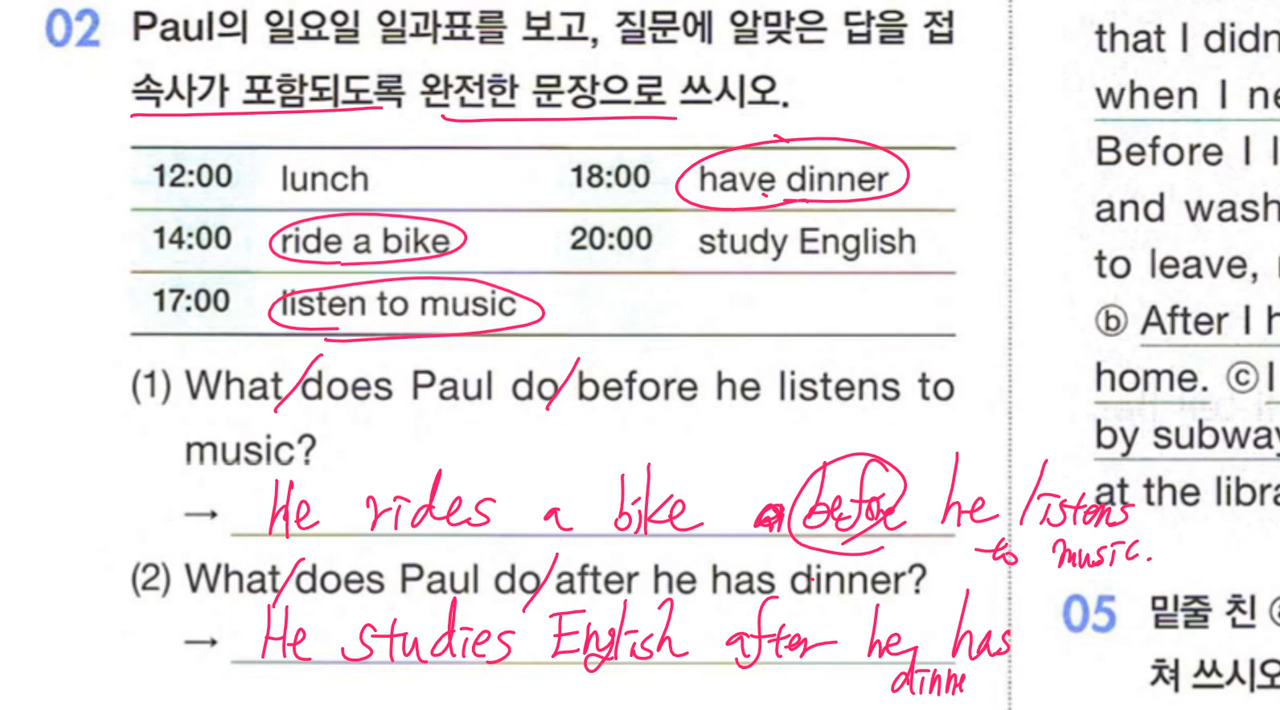 02 Paul의 일요일 일과표를 보고, 질문에 알맞은 답을 접
속사가 포함되도록 완전한 문장으로 쓰시오.
12:00 lunch 18:00 have dinner
14:00 ride a bike 20:00 study English
17:00 listen to music
(1) What does Paul do before he listens to
music?
→ He rides a bike before he listens
to music.
(2) What does Paul do after he has dinner?
→ He studies English after he has
dinne
that I didn
when I ne
Before I l
and wash
to leave,
ⓑ After I h
home. ⓒ I
by subway
at the libra
05 밑줄 친
쳐 쓰시오